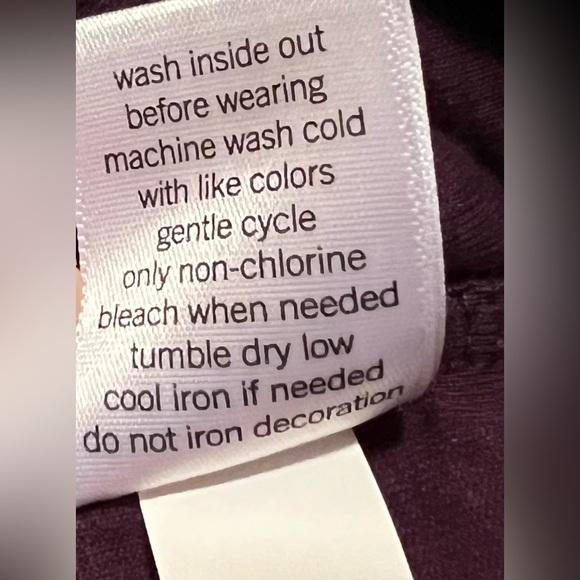 wash inside out
before wearing
machine wash cold
with like colors
gentle cycle
only non-chlorine
bleach when needed
tumble dry low
cool iron if needed
do not iron decoration